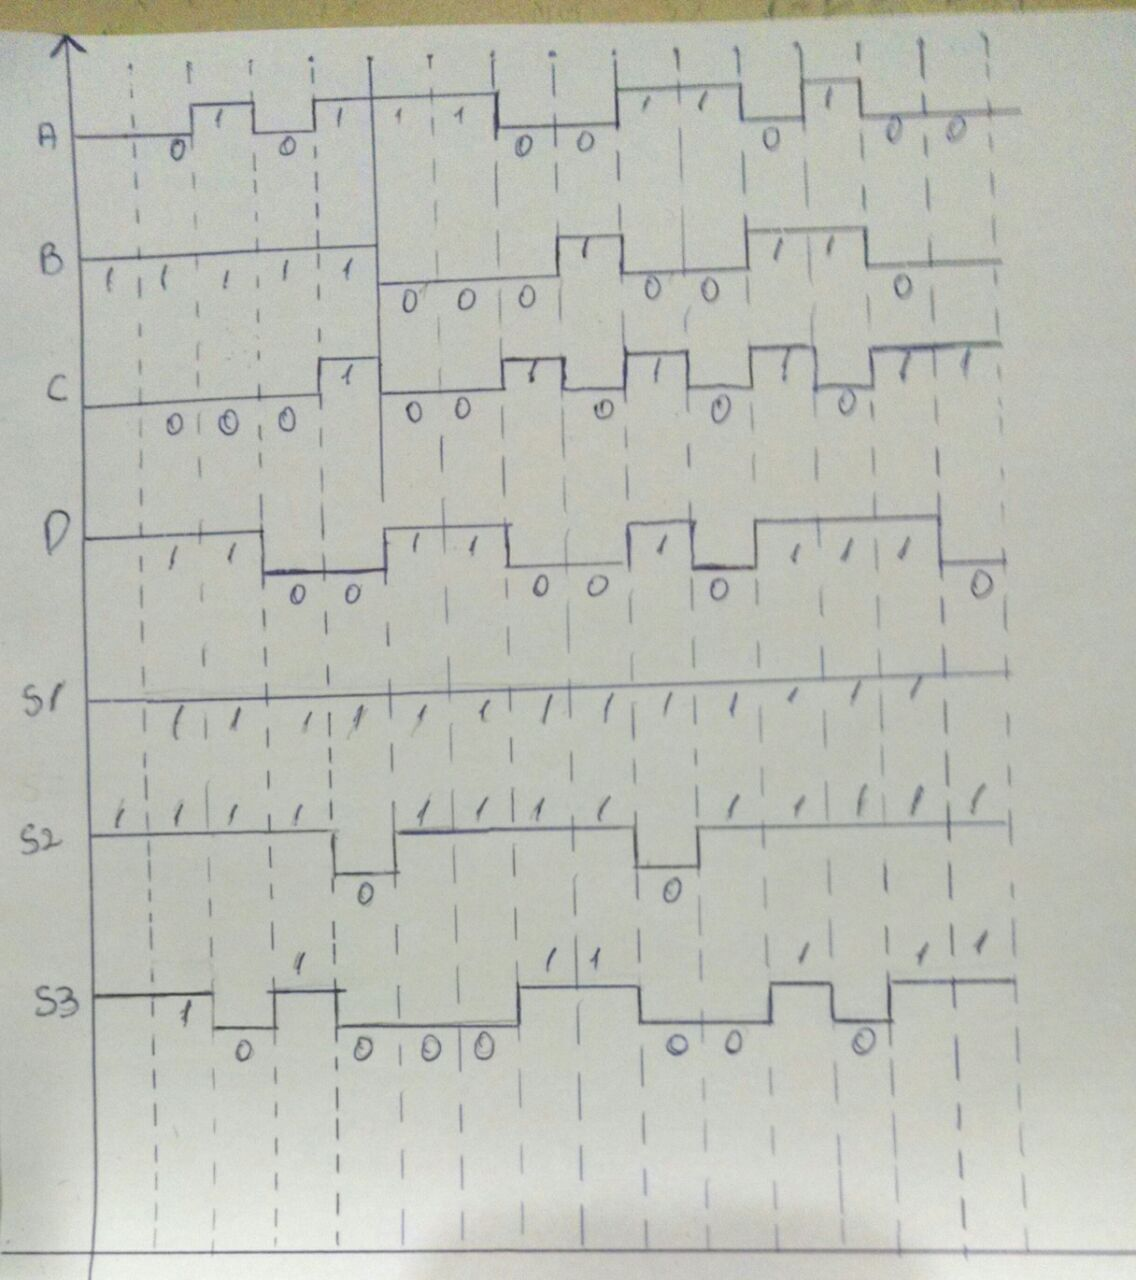 A 0 1 0 1 1 1 0 0 1 1 0 1 0 0
B 1 1 1 1 1 0 0 0 1 0 0 1 1 0
C 0 0 0 1 0 0 1 0 1 0 1 0 1 1
D 1 1 0 0 1 1 0 0 1 0 1 1 1 0
S1 1 1 1 1 1 1 1 1 1 1 1 1 1
S2 1 1 1 1 0 1 1 1 1 0 1 1 1 1 1
S3 1 0 1 0 0 0 1 1 0 0 1 0 1 1